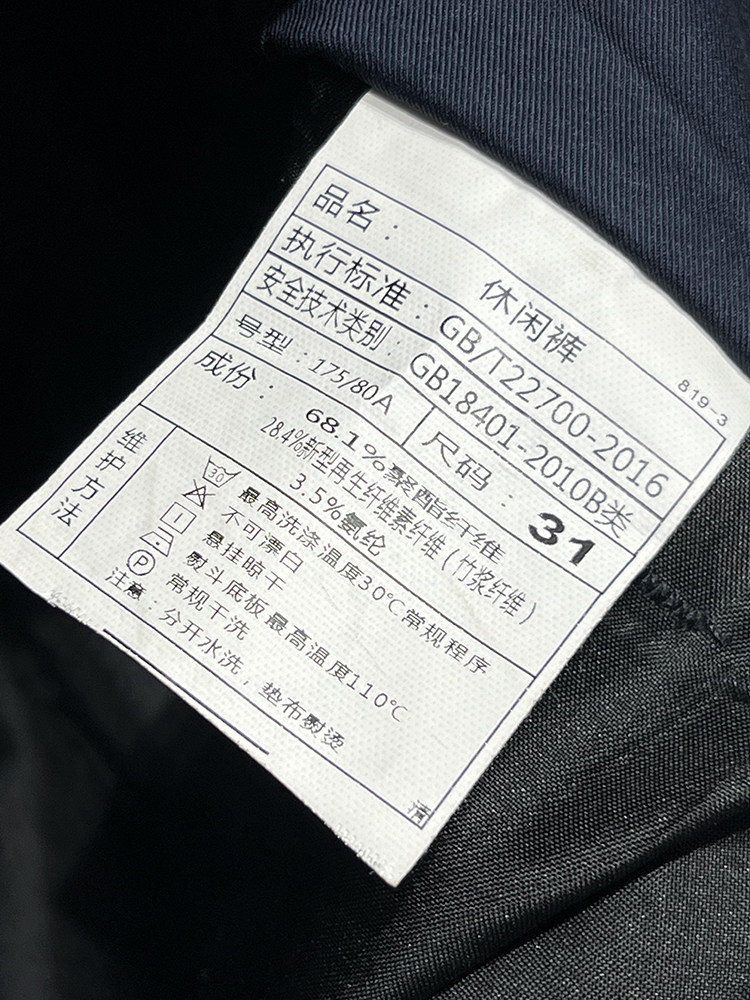 品名： 休闲裤
819-3
执行标准： GB/T22700-2016
安全技术类别： GB18401-2010B类
号型：175/80A 尺码： 31
成份： 68.1%聚酯纤维
28.4%新型再生纤维素纤维（竹浆纤维）
3.5%氨纶
维护方法
30 最高洗涤温度30℃常规程序
不可漂白
悬挂晾干
熨斗底板最高温度110℃
P 常规干洗
注意：分开水洗，垫布熨烫
清